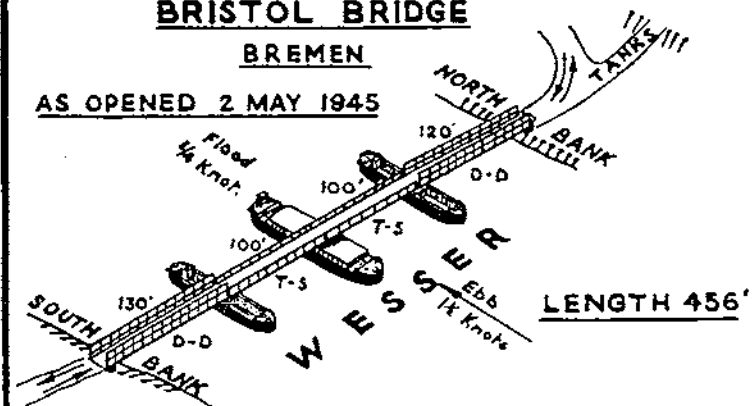 BRISTOL BRIDGE
BREMEN
AS OPENED 2 MAY 1945
TANKS
NORTH
BANK
120'
D-D
Flood
¼ Knot.
100'
T-S
100'
T-S
130'
D-D
WESSER
Ebb
1¼ Knots
LENGTH 456'
SOUTH
BANK